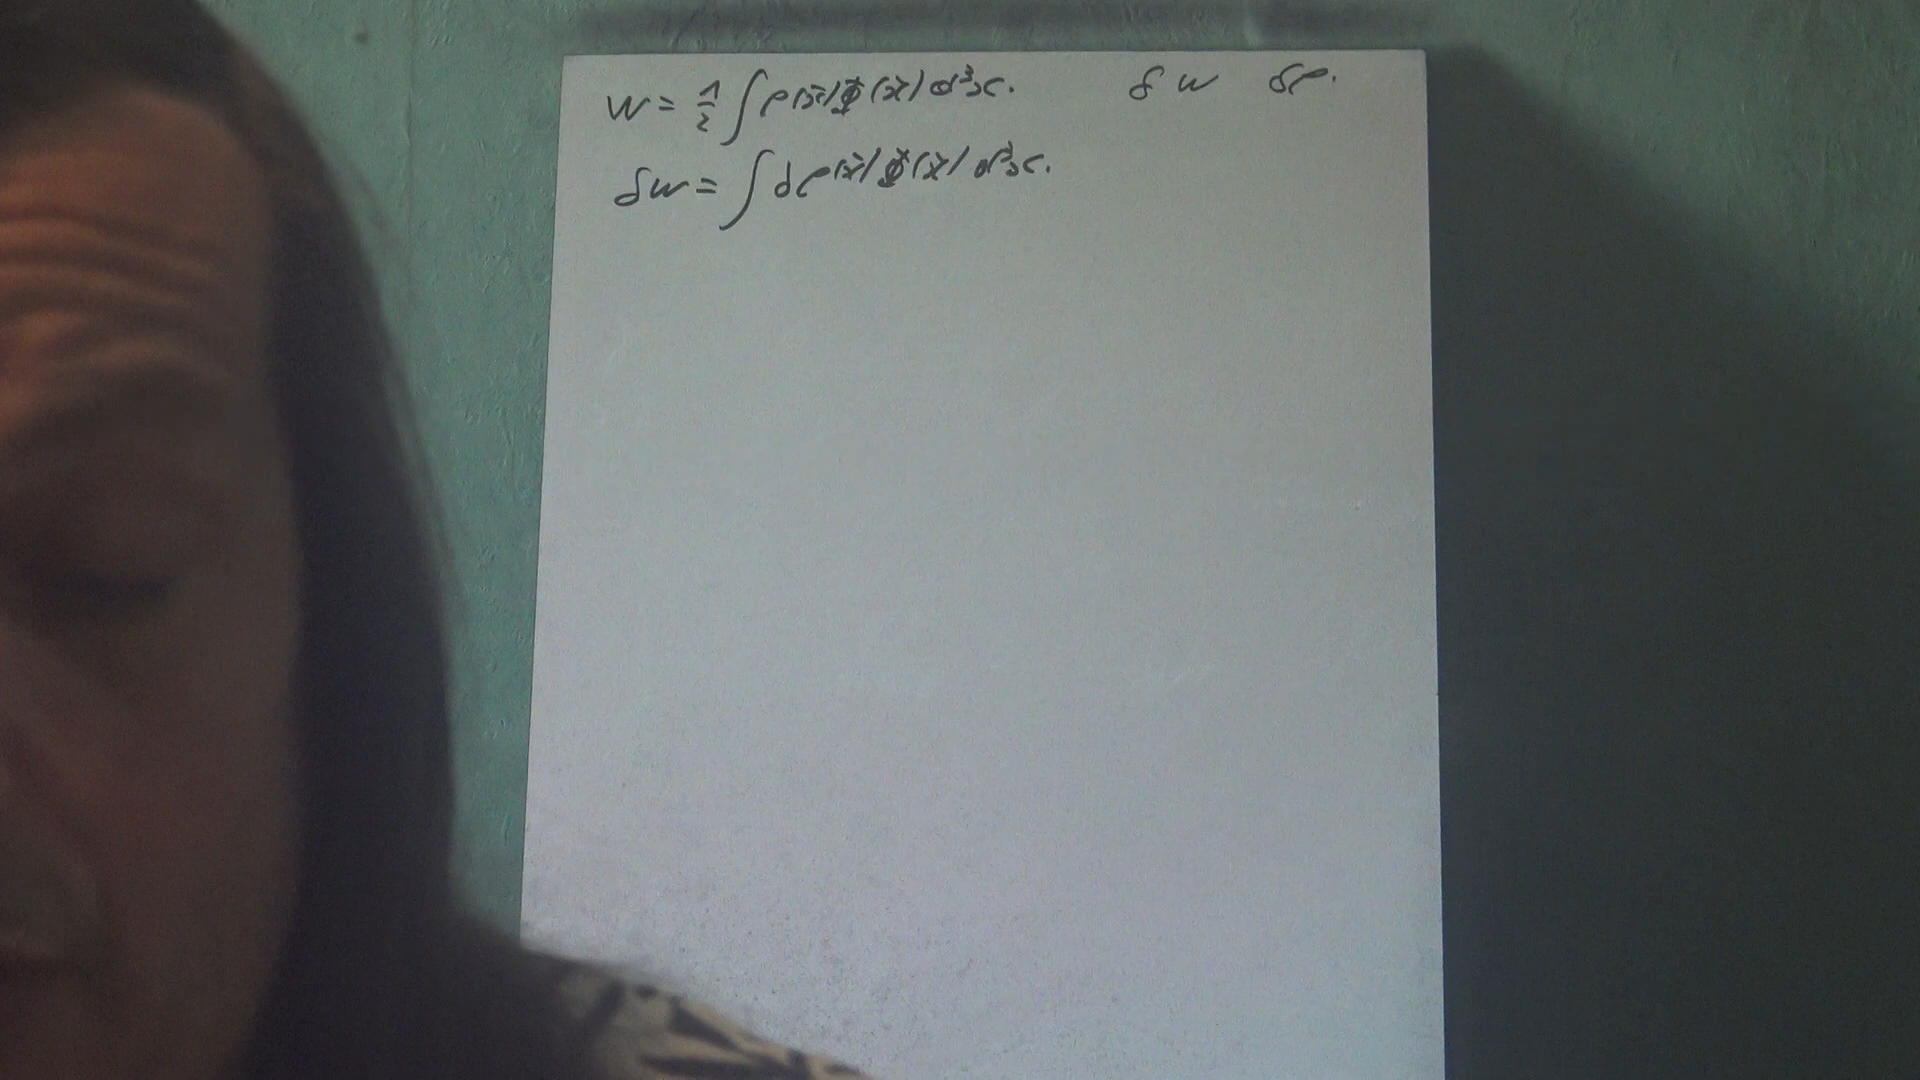 W = 1/2 ∫ ρ(x⃗) Φ(x⃗) d³x. δW δρ.
δW = ∫ δρ(x⃗) Φ(x⃗) d³x.